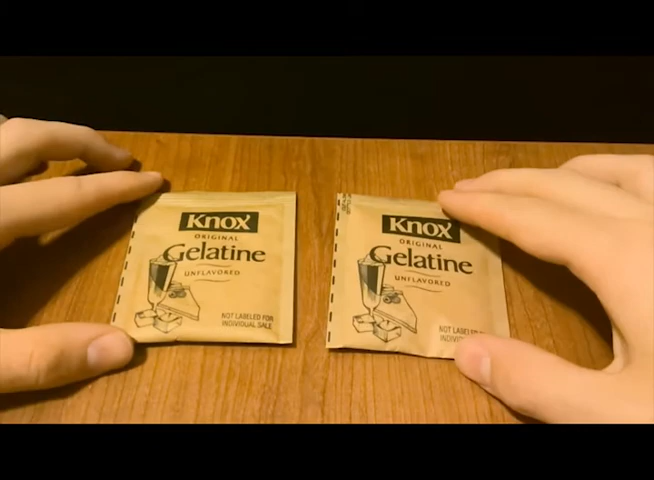 Knox
ORIGINAL
Gelatine
UNFLAVORED
NOT LABELED FOR
INDIVIDUAL SALE
Knox
ORIGINAL
Gelatine
UNFLAVORED
NOT LABELED